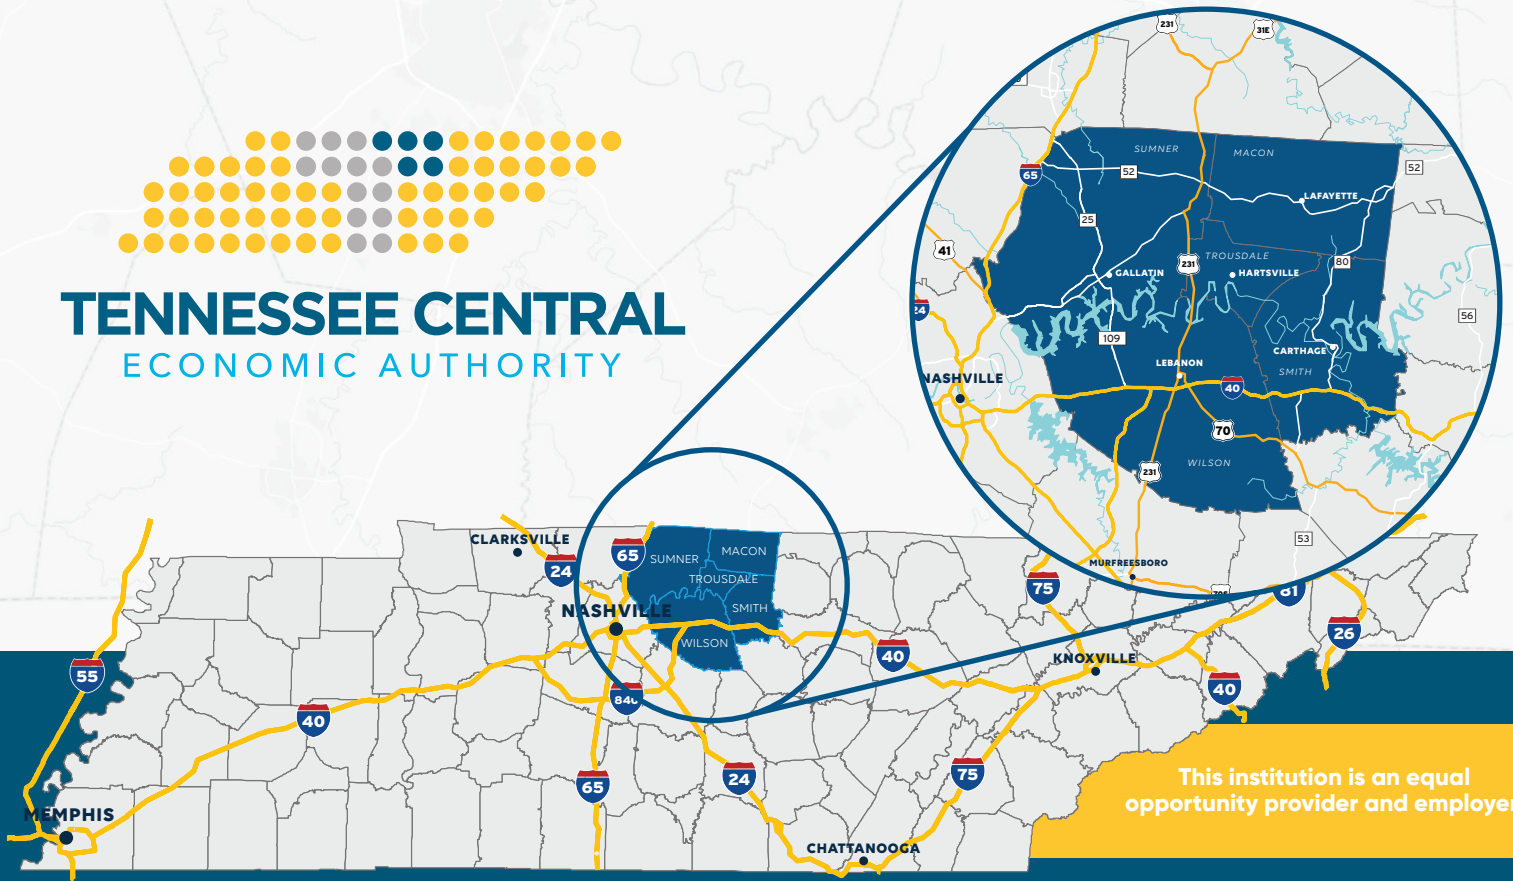 TENNESSEE CENTRAL
ECONOMIC AUTHORITY
231
31E
SUMNER
MACON
52
52
65
LAFAYETTE
25
41
TROUSDALE
231
80
GALLATIN
HARTSVILLE
24
56
109
CARTHAGE
LEBANON
SMITH
NASHVILLE
40
70
WILSON
231
53
MURFREESBORO
CLARKSVILLE
65
24
SUMNER
MACON
TROUSDALE
75
81
NASHVILLE
SMITH
26
WILSON
40
KNOXVILLE
55
40
840
40
65
24
75
MEMPHIS
CHATTANOOGA
This institution is an equal
opportunity provider and employer